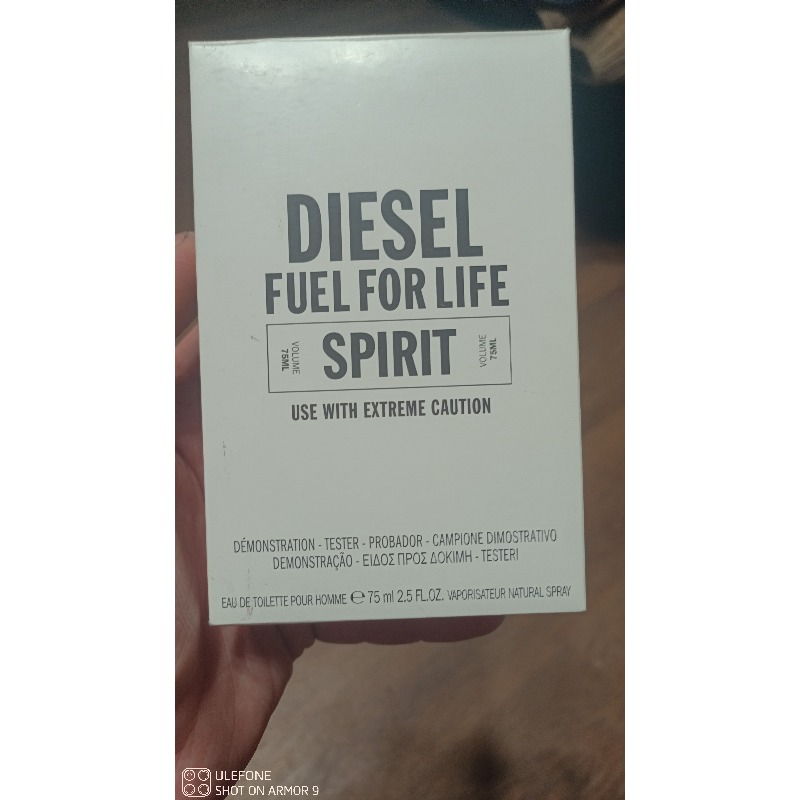 DIESEL
FUEL FOR LIFE
VOLUME
75ML
SPIRIT
VOLUME
75ML
USE WITH EXTREME CAUTION
DÉMONSTRATION - TESTER - PROBADOR - CAMPIONE DIMOSTRATIVO
DEMONSTRAÇÃO - ΕΙΔΟΣ ΠΡΟΣ ΔΟΚΙΜΗ - TESTERI
EAU DE TOILETTE POUR HOMME ℮ 75 ml 2.5 FL.OZ. VAPORISATEUR NATURAL SPRAY
ULEFONE
SHOT ON ARMOR 9